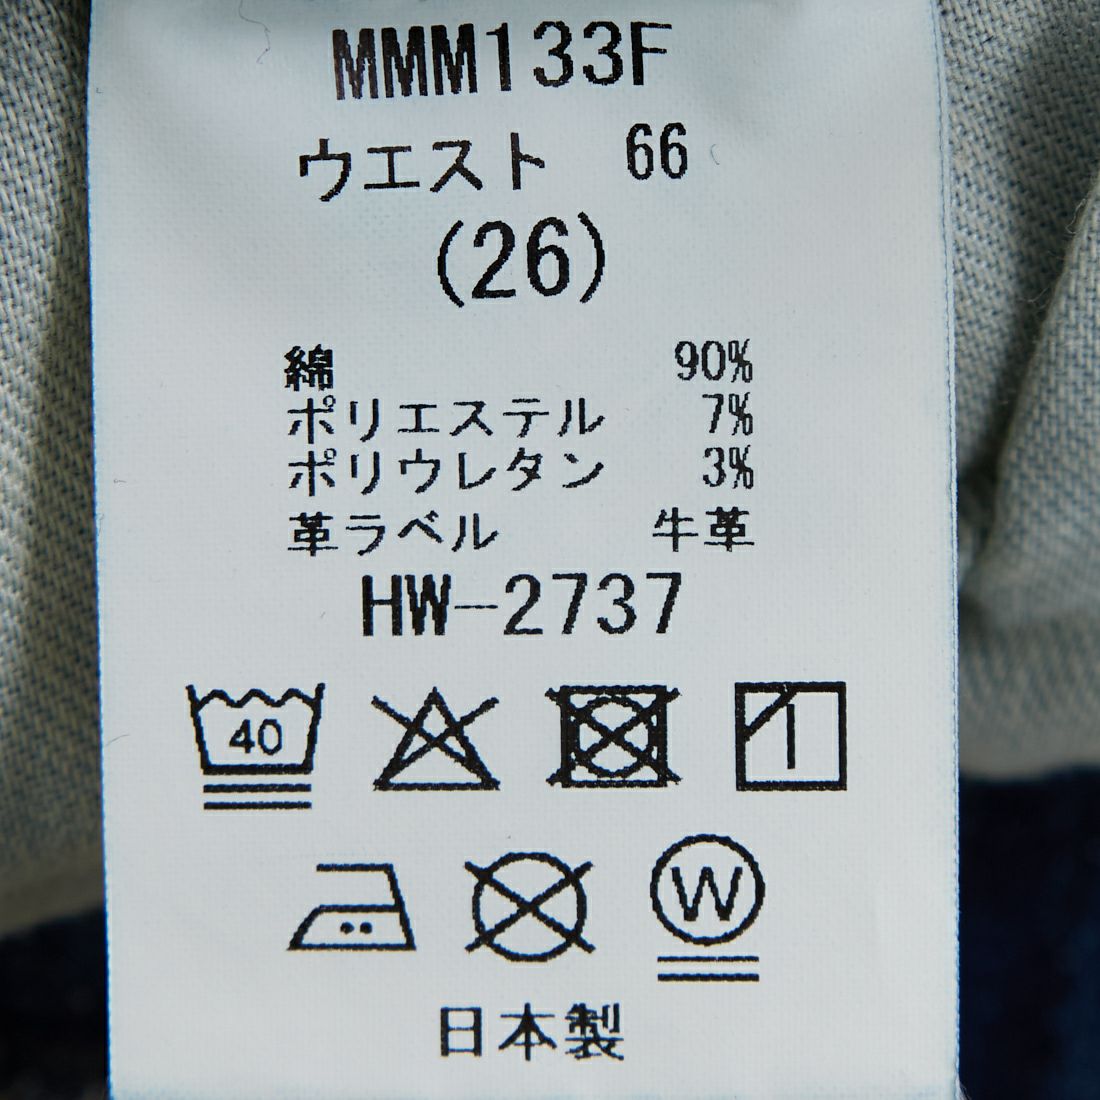 MMM133F
ウエスト 66
(26)
綿 90%
ポリエステル 7%
ポリウレタン 3%
革ラベル 牛革
HW-2737
40
W
日本製